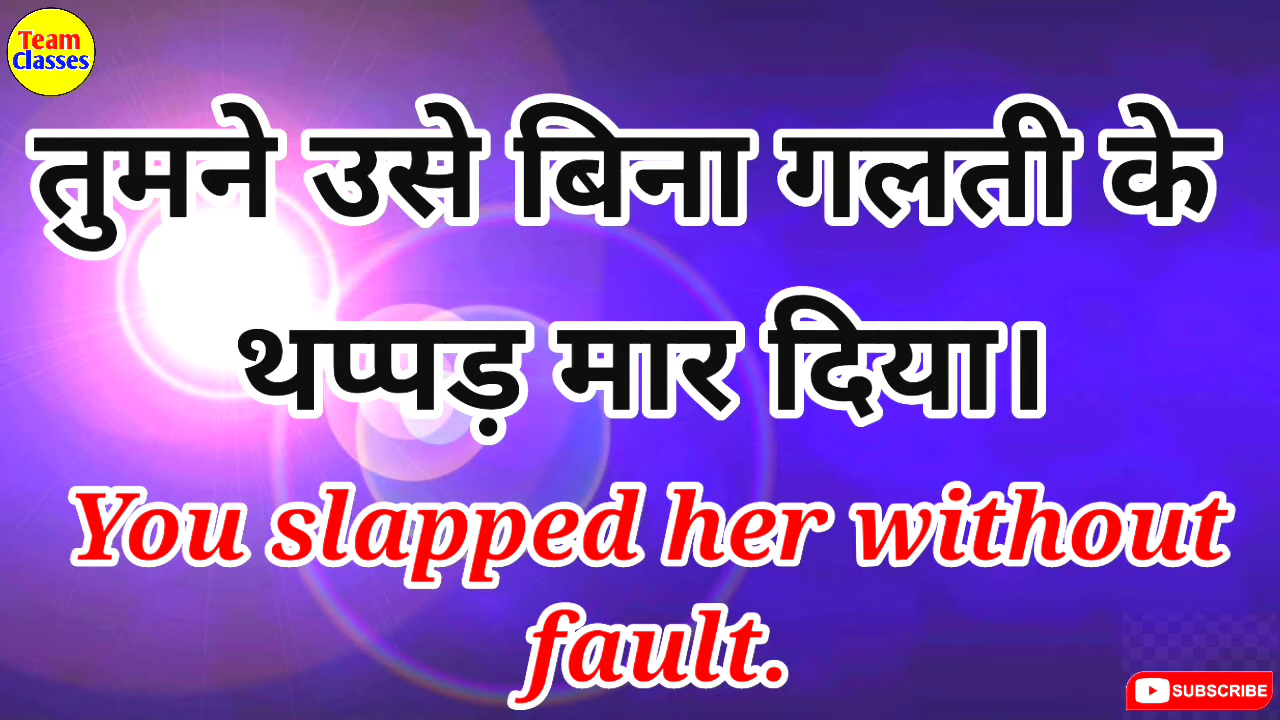 Team
Classes
तुमने उसे बिना गलती के
थप्पड़ मार दिया।
You slapped her without
fault.
SUBSCRIBE